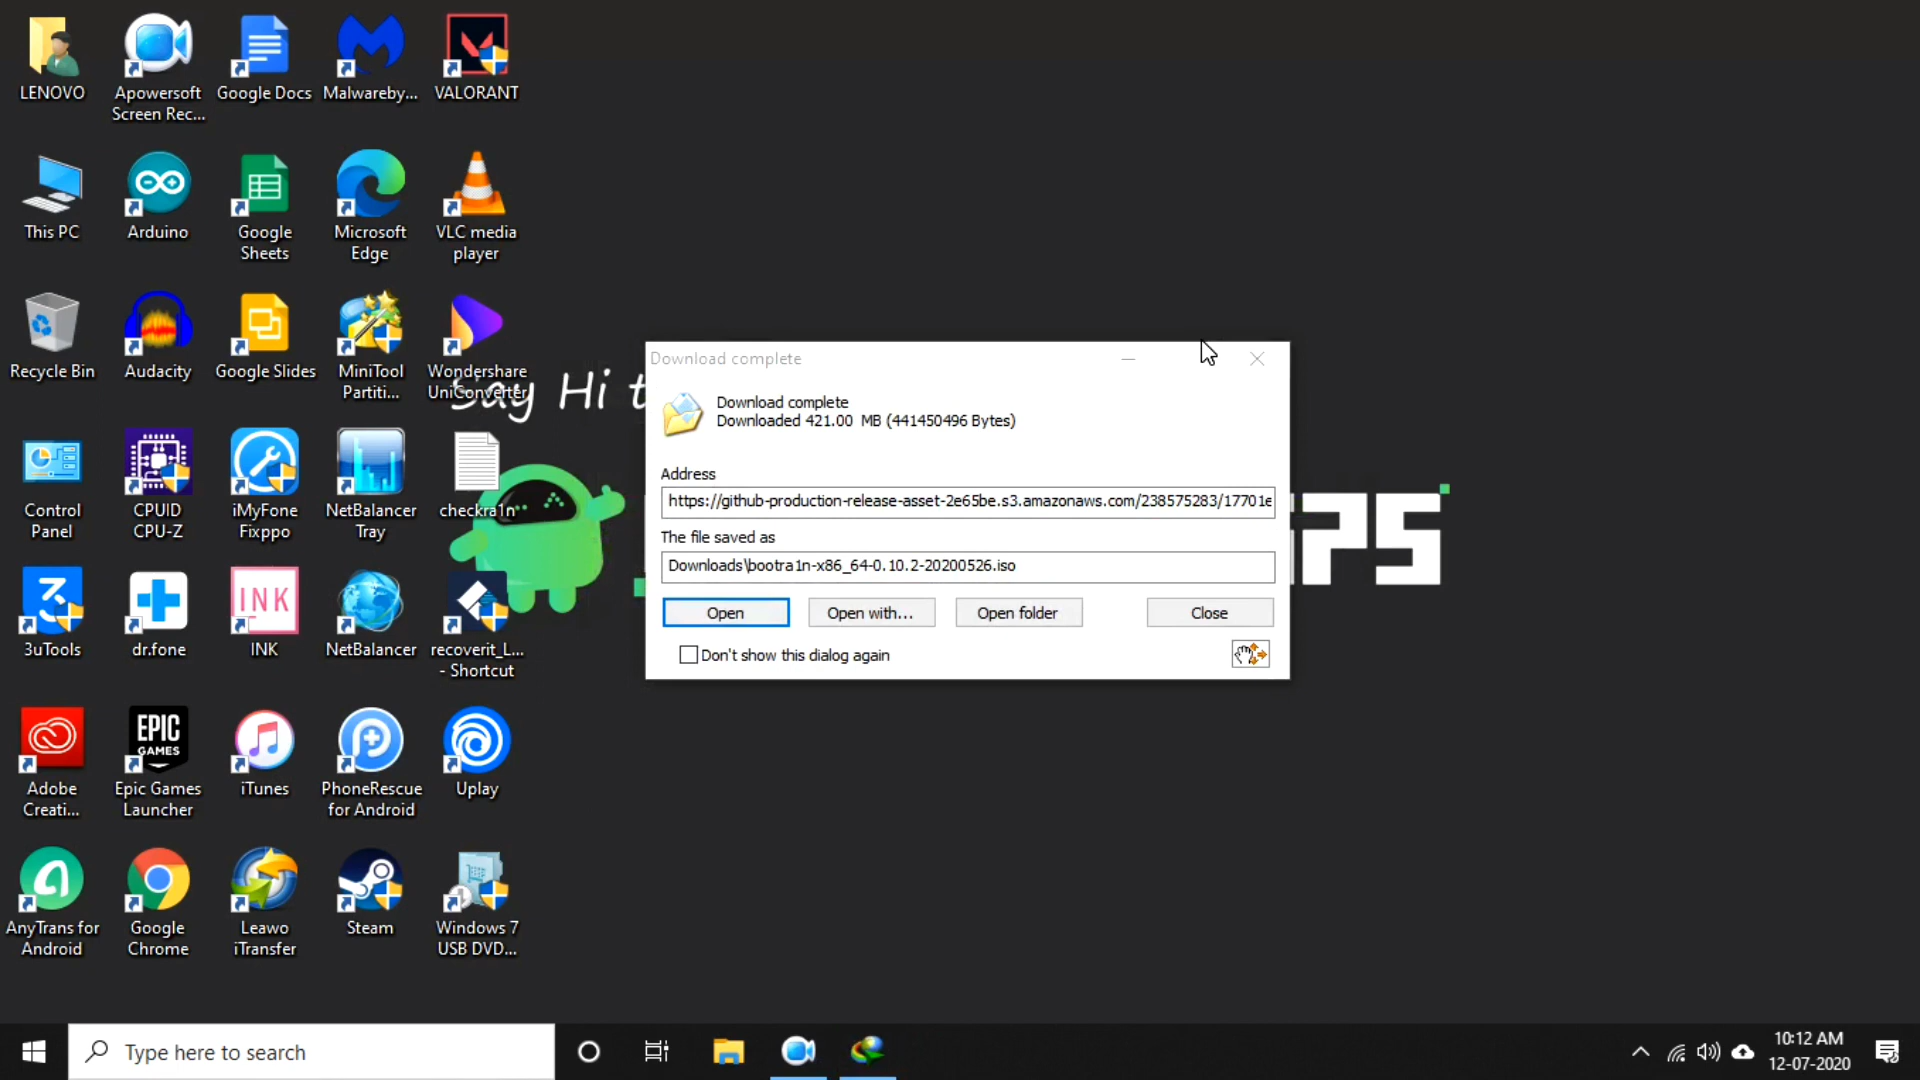 LENOVO
Apowersoft
Screen Rec...
Google Docs
Malwareby...
VALORANT
This PC
Arduino
Google
Sheets
Microsoft
Edge
VLC media
player
Recycle Bin
Audacity
Google Slides
MiniTool
Partiti...
Wondershare
UniConverter
Say Hi t
Control
Panel
CPUID
CPU-Z
iMyFone
Fixppo
NetBalancer
Tray
checkra1n
3uTools
dr.fone
INK
INK
NetBalancer
recoverit_L...
- Shortcut
Adobe
Creati...
EPIC
GAMES
Epic Games
Launcher
iTunes
PhoneRescue
for Android
Uplay
AnyTrans for
Android
Google
Chrome
Leawo
iTransfer
Steam
Windows 7
USB DVD...
Download complete
Download complete
Downloaded 421.00 MB (441450496 Bytes)
Address
https://github-production-release-asset-2e65be.s3.amazonaws.com/238575283/17701e
The file saved as
Downloads\bootra1n-x86_64-0.10.2-20200526.iso
Open
Open with...
Open folder
Close
Don't show this dialog again
PS
Type here to search
10:12 AM
12-07-2020